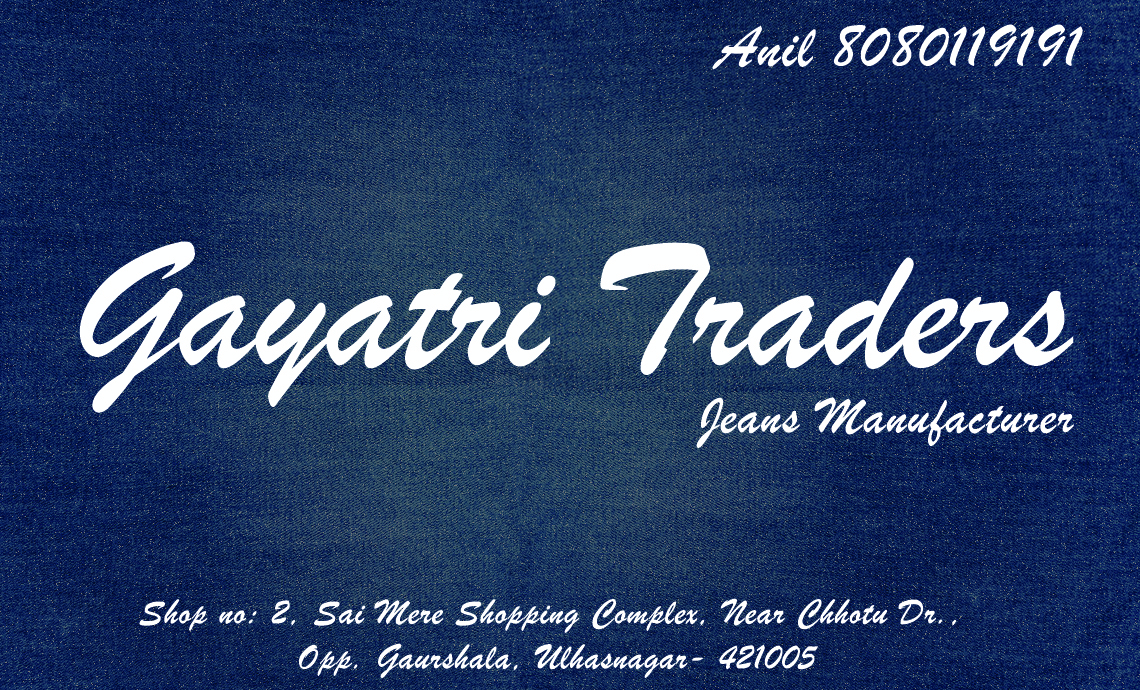 Anil 8080119191
Gayatri Traders
Jeans Manufacturer
Shop no: 2, Sai Mere Shopping Complex, Near Chhotu Dr.,
Opp. Gaurshala, Ulhasnagar- 421005